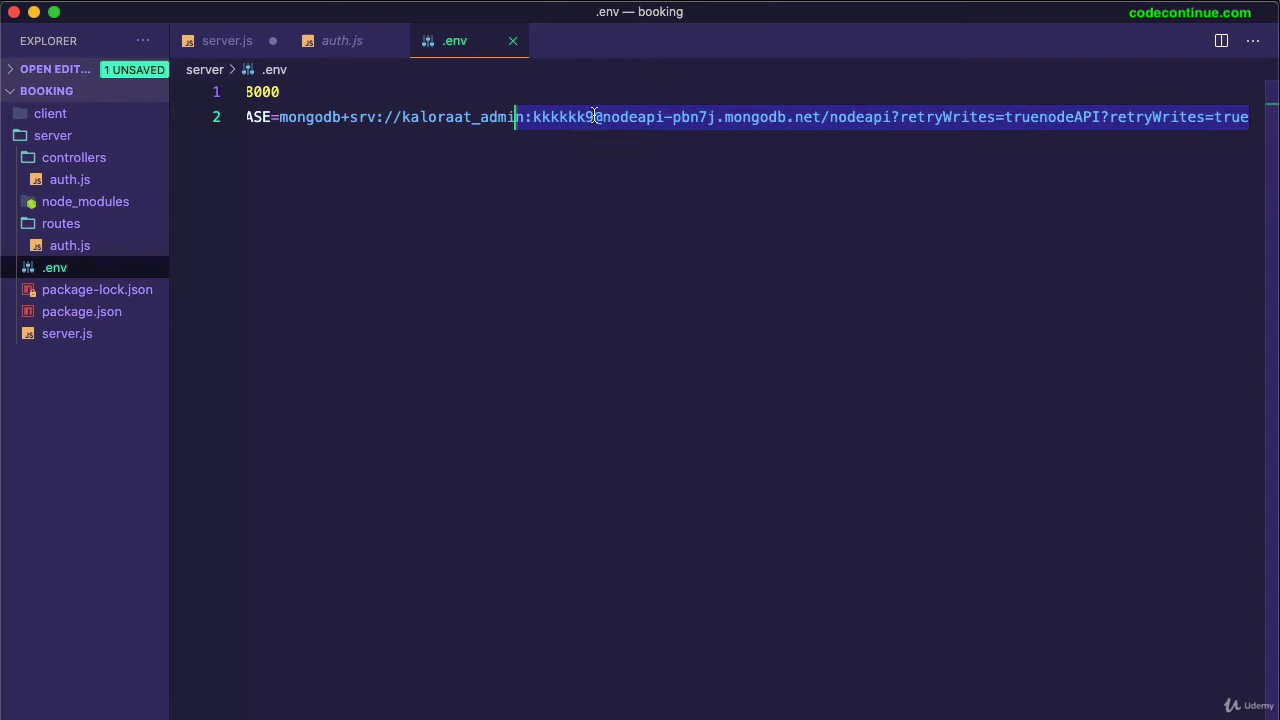 .env — booking
codecontinue.com
EXPLORER ...
server.js
auth.js
.env
OPEN EDIT... 1 UNSAVED
server > .env
BOOKING
client
server
controllers
auth.js
node_modules
routes
auth.js
.env
package-lock.json
package.json
server.js
1 8000
2 ASE=mongodb+srv://kaloraat_admin:kkkkkk9@nodeapi-pbn7j.mongodb.net/nodeapi?retryWrites=truenodeAPI?retryWrites=true
Udemy